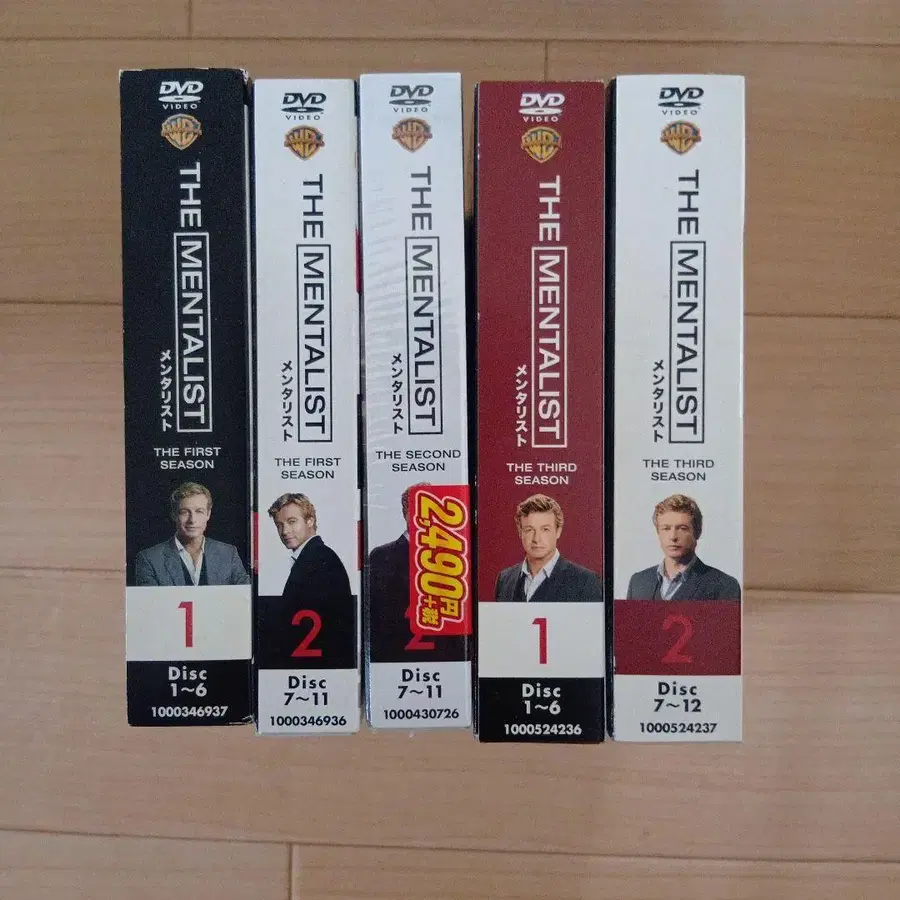 DVD
VIDEO
WB
THE MENTALIST
メンタリスト
THE FIRST
SEASON
1
Disc
1~6
1000346937
DVD
VIDEO
WB
THE MENTALIST
メンタリスト
THE FIRST
SEASON
2
Disc
7~11
1000346936
DVD
VIDEO
WB
THE MENTALIST
メンタリスト
THE SECOND
SEASON
2,490円
+税
2
Disc
7~11
1000430726
DVD
VIDEO
WB
THE MENTALIST
メンタリスト
THE THIRD
SEASON
1
Disc
1~6
1000524236
DVD
VIDEO
WB
THE MENTALIST
メンタリスト
THE THIRD
SEASON
2
Disc
7~12
1000524237